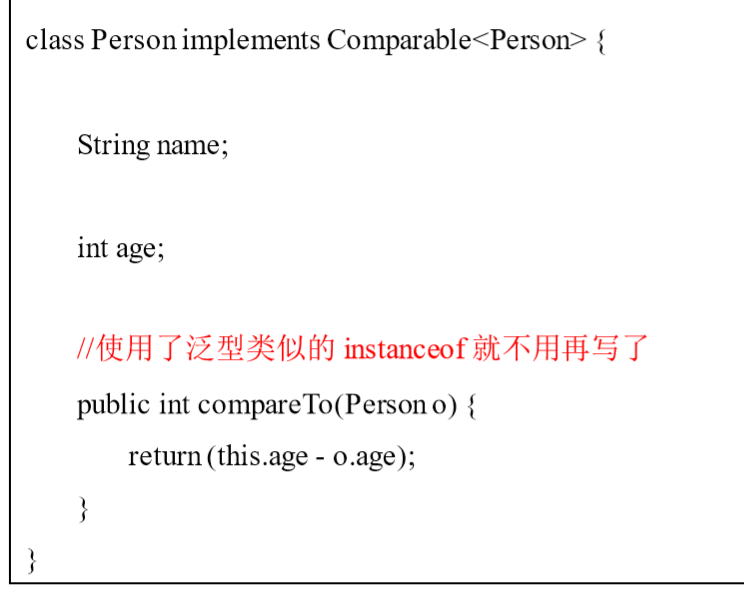 class Person implements Comparable<Person> {
String name;
int age;
//使用了泛型类似的 instanceof 就不用再写了
public int compareTo(Person o) {
return (this.age - o.age);
}
}